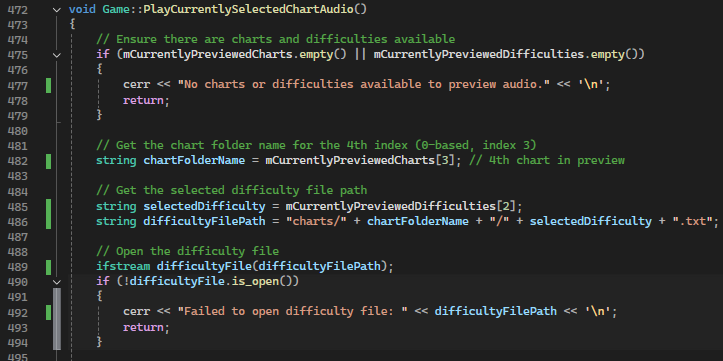 472 void Game::PlayCurrentlySelectedChartAudio()
473 {
474 // Ensure there are charts and difficulties available
475 if (mCurrentlyPreviewedCharts.empty() || mCurrentlyPreviewedDifficulties.empty())
476 {
477 cerr << "No charts or difficulties available to preview audio." << '\n';
478 return;
479 }
480
481 // Get the chart folder name for the 4th index (0-based, index 3)
482 string chartFolderName = mCurrentlyPreviewedCharts[3]; // 4th chart in preview
483
484 // Get the selected difficulty file path
485 string selectedDifficulty = mCurrentlyPreviewedDifficulties[2];
486 string difficultyFilePath = "charts/" + chartFolderName + "/" + selectedDifficulty + ".txt";
487
488 // Open the difficulty file
489 ifstream difficultyFile(difficultyFilePath);
490 if (!difficultyFile.is_open())
491 {
492 cerr << "Failed to open difficulty file: " << difficultyFilePath << '\n';
493 return;
494 }
495